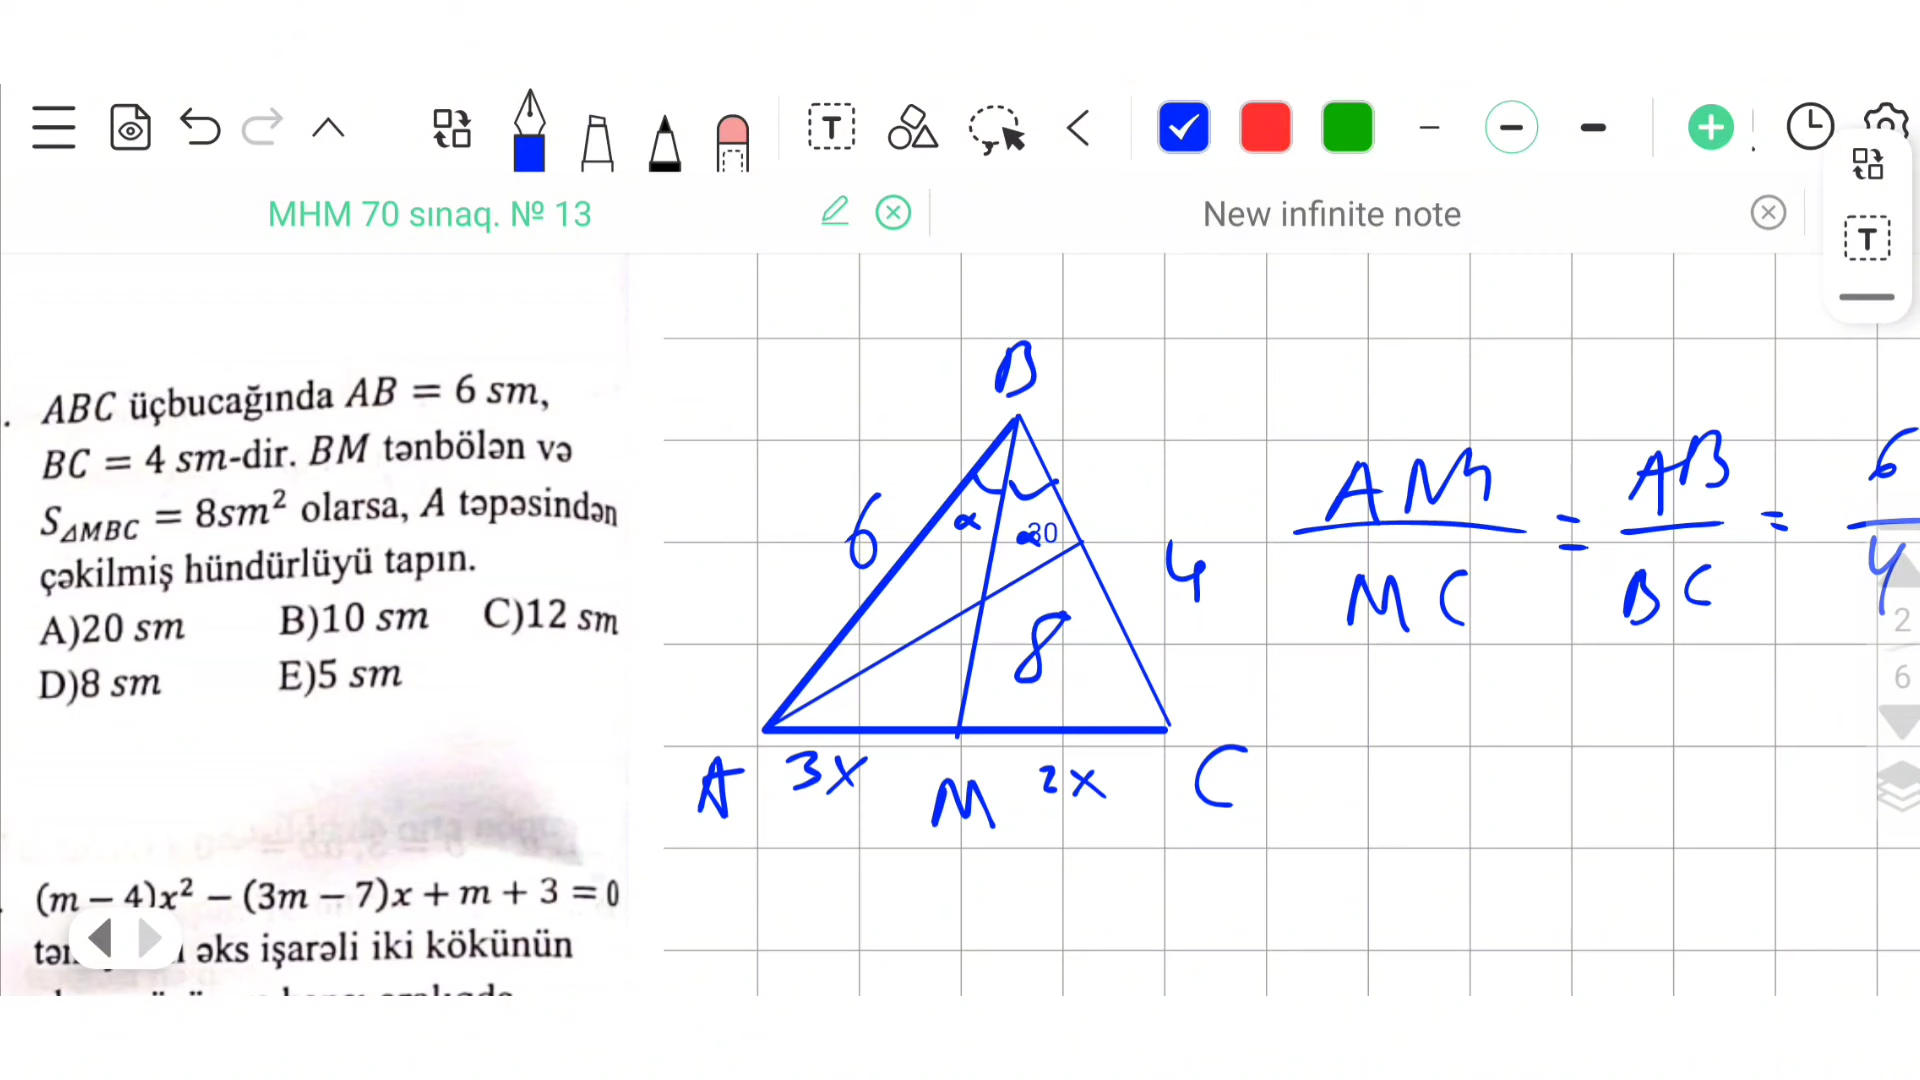 T
T
MHM 70 sınaq. № 13
New infinite note
ABC üçbucağında AB = 6 sm,
BC = 4 sm-dir. BM tənbölən və
S△MBC = 8sm² olarsa, A təpəsindən
çəkilmiş hündürlüyü tapın.
A)20 sm B)10 sm C)12 sm
D)8 sm E)5 sm
(m − 4)x² − (3m − 7)x + m + 3 = 0
əks işarəli iki kökünün
B
6
α
α
30
4
8
A
3x
M
2x
C
AM/MC = AB/BC = 6/4
2
6